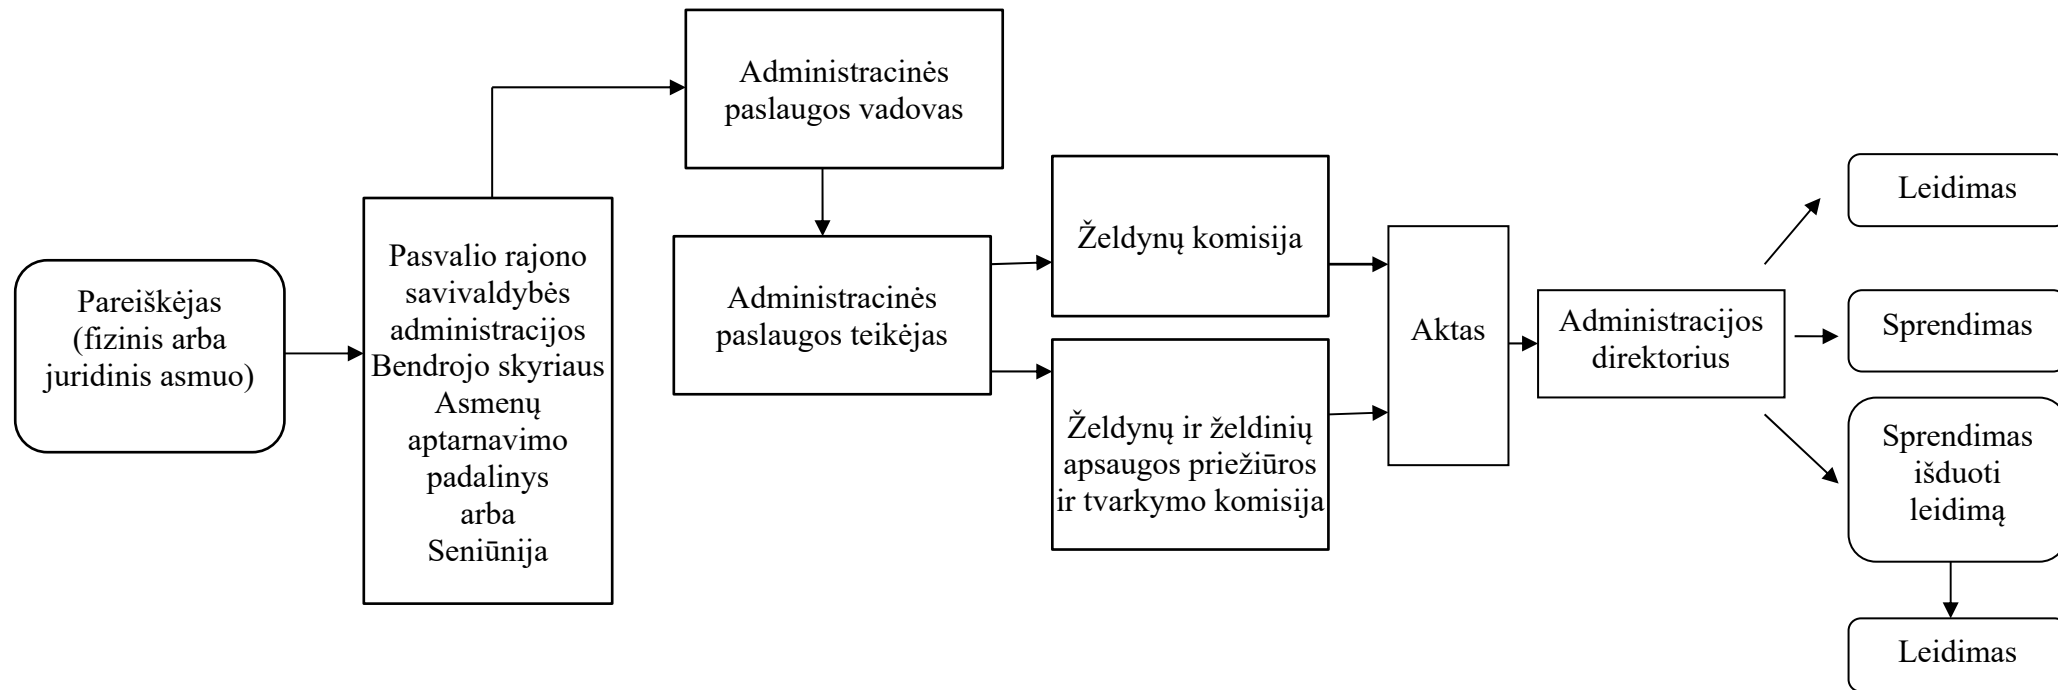 Pareiškėjas
(fizinis arba
juridinis asmuo)
Pasvalio rajono
savivaldybės
administracijos
Bendrojo skyriaus
Asmenų
aptarnavimo
padalinys
arba
Seniūnija
Administracinės
paslaugos vadovas
Administracinės
paslaugos teikėjas
Želdynų komisija
Želdynų ir želdinių
apsaugos priežiūros
ir tvarkymo komisija
Aktas
Administracijos
direktorius
Leidimas
Sprendimas
Sprendimas
išduoti
leidimą
Leidimas